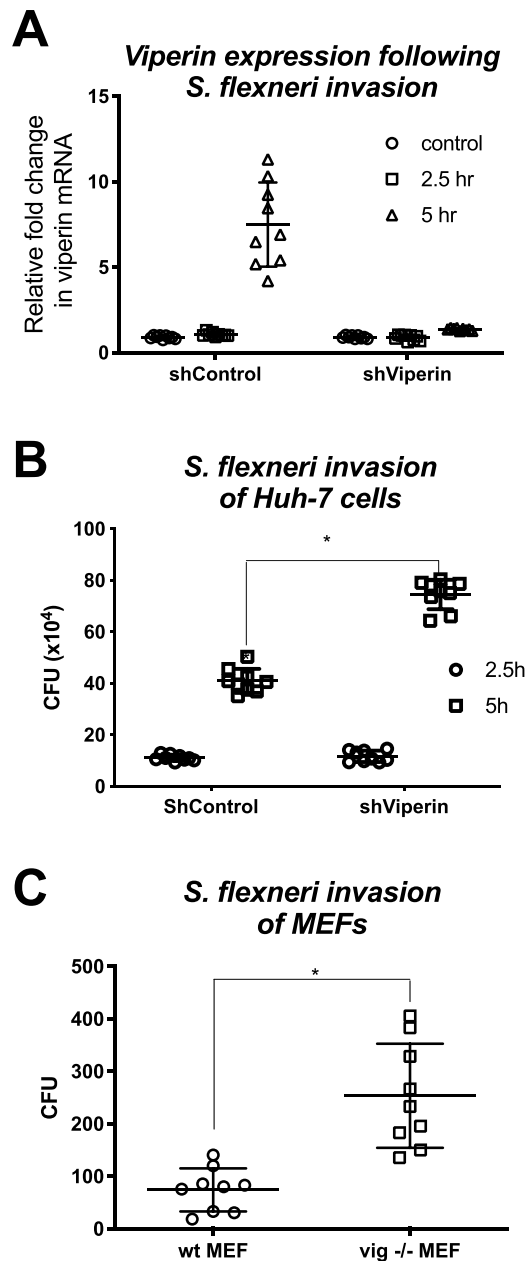 A
Viperin expression following
S. flexneri invasion
Relative fold change
in viperin mRNA
15
10
5
0
control
2.5 hr
5 hr
shControl
shViperin
B
S. flexneri invasion
of Huh-7 cells
CFU (x10⁴)
100
80
60
40
20
0
*
2.5h
5h
ShControl
shViperin
C
S. flexneri invasion
of MEFs
CFU
500
400
300
200
100
0
*
wt MEF
vig -/- MEF